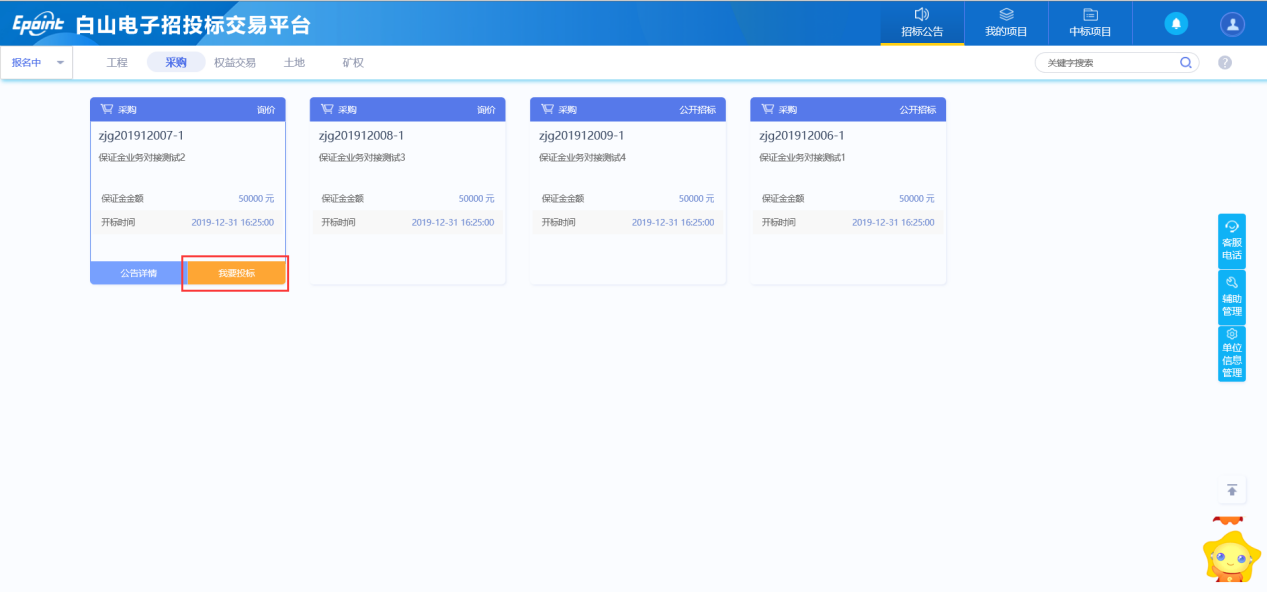 Epoint 白山电子招投标交易平台
招标公告
我的项目
中标项目
报名中
工程
采购
权益交易
土地
矿权
关键字搜索
?
采购 询价
zjg201912007-1
保证金业务对接测试2
保证金金额 50000 元
开标时间 2019-12-31 16:25:00
公告详情 我要投标
采购 询价
zjg201912008-1
保证金业务对接测试3
保证金金额 50000 元
开标时间 2019-12-31 16:25:00
采购 公开招标
zjg201912009-1
保证金业务对接测试4
保证金金额 50000 元
开标时间 2019-12-31 16:25:00
采购 公开招标
zjg201912006-1
保证金业务对接测试1
保证金金额 50000 元
开标时间 2019-12-31 16:25:00
客服
电话
辅助
管理
单位
信息
管理